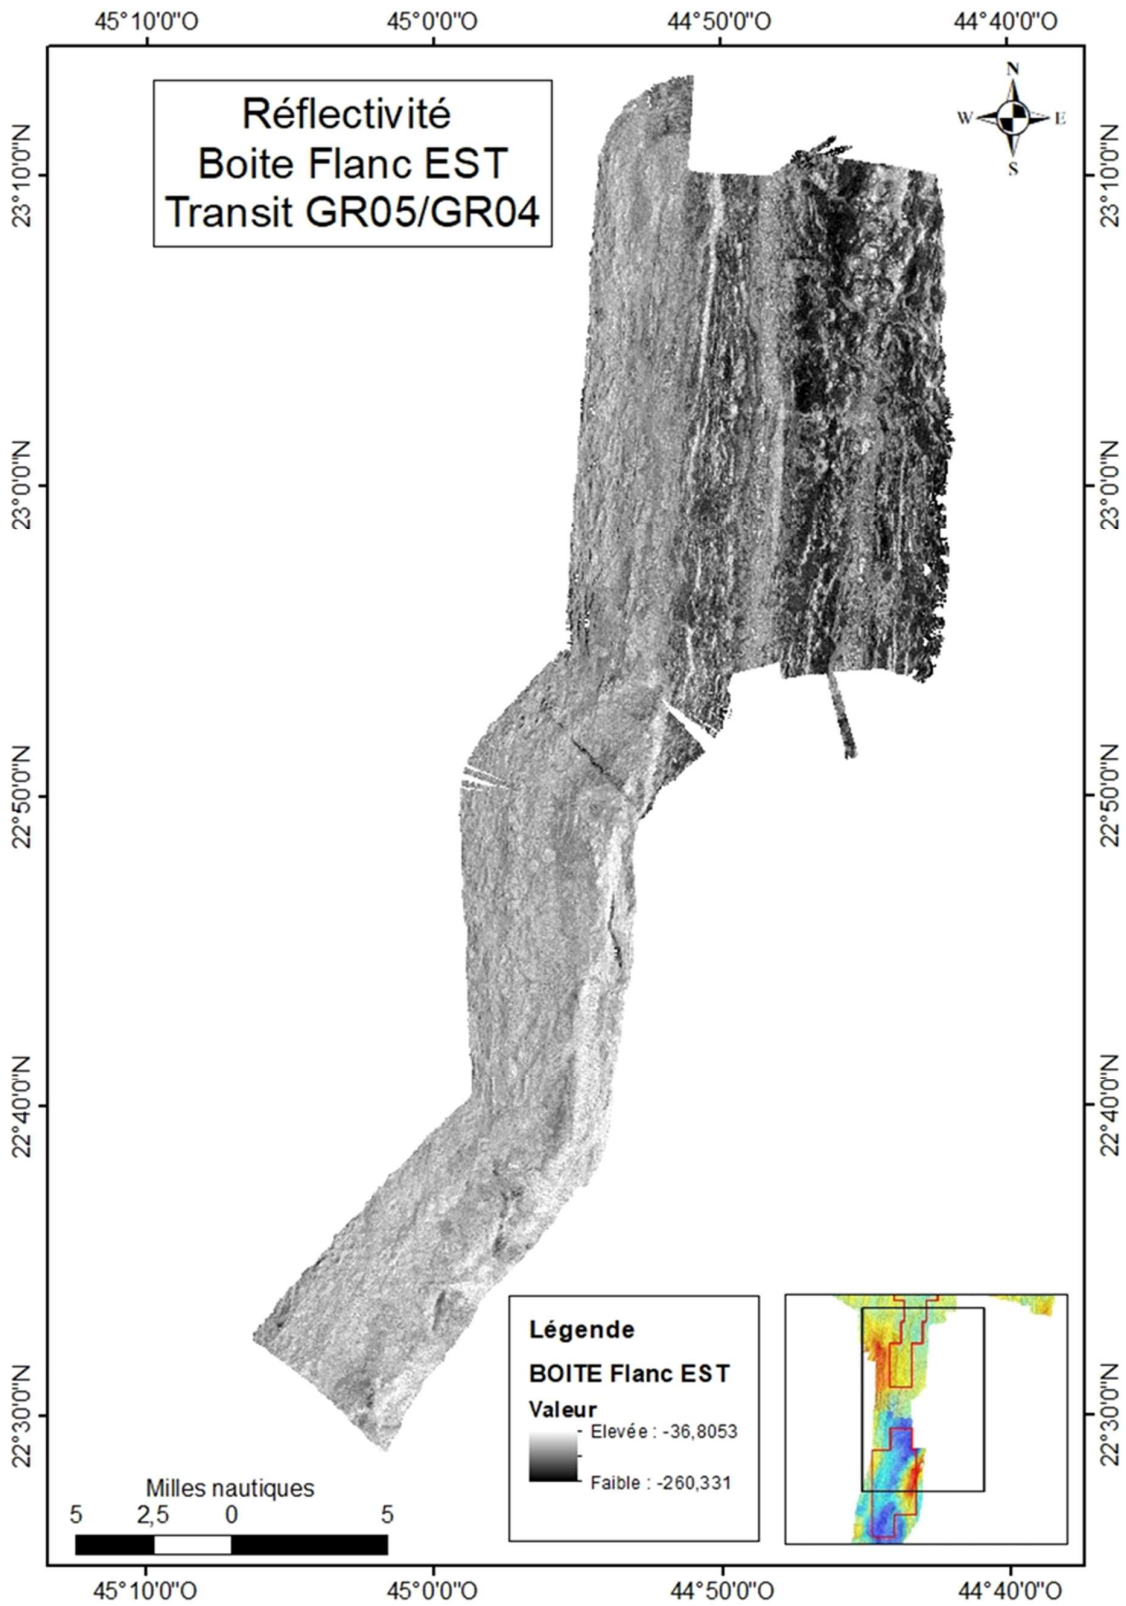 45°10'0"O 45°0'0"O 44°50'0"O 44°40'0"O
Réflectivité
Boite Flanc EST
Transit GR05/GR04
N
W E
S
23°10'0"N 23°10'0"N
23°0'0"N 23°0'0"N
22°50'0"N 22°50'0"N
22°40'0"N 22°40'0"N
22°30'0"N 22°30'0"N
Légende
BOITE Flanc EST
Valeur
Elevée : -36,8053
Faible : -260,331
Milles nautiques
5 2,5 0 5
45°10'0"O 45°0'0"O 44°50'0"O 44°40'0"O